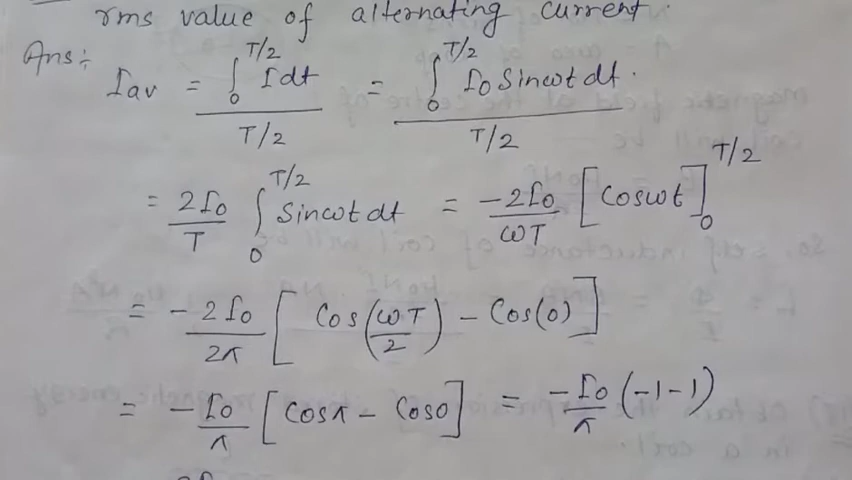 rms value of alternating current.
Ans:
Iav = ∫₀^{T/2} I dt / T/2 = ∫₀^{T/2} I₀ Sinωt dt. / T/2
= 2I₀/T ∫₀^{T/2} Sinωt dt = -2I₀/ωT [Cosωt]₀^{T/2}
= -2I₀/2π [Cos(ωT/2) - Cos(0)]
= -I₀/π [Cosπ - Cos0] = -I₀/π (-1-1)